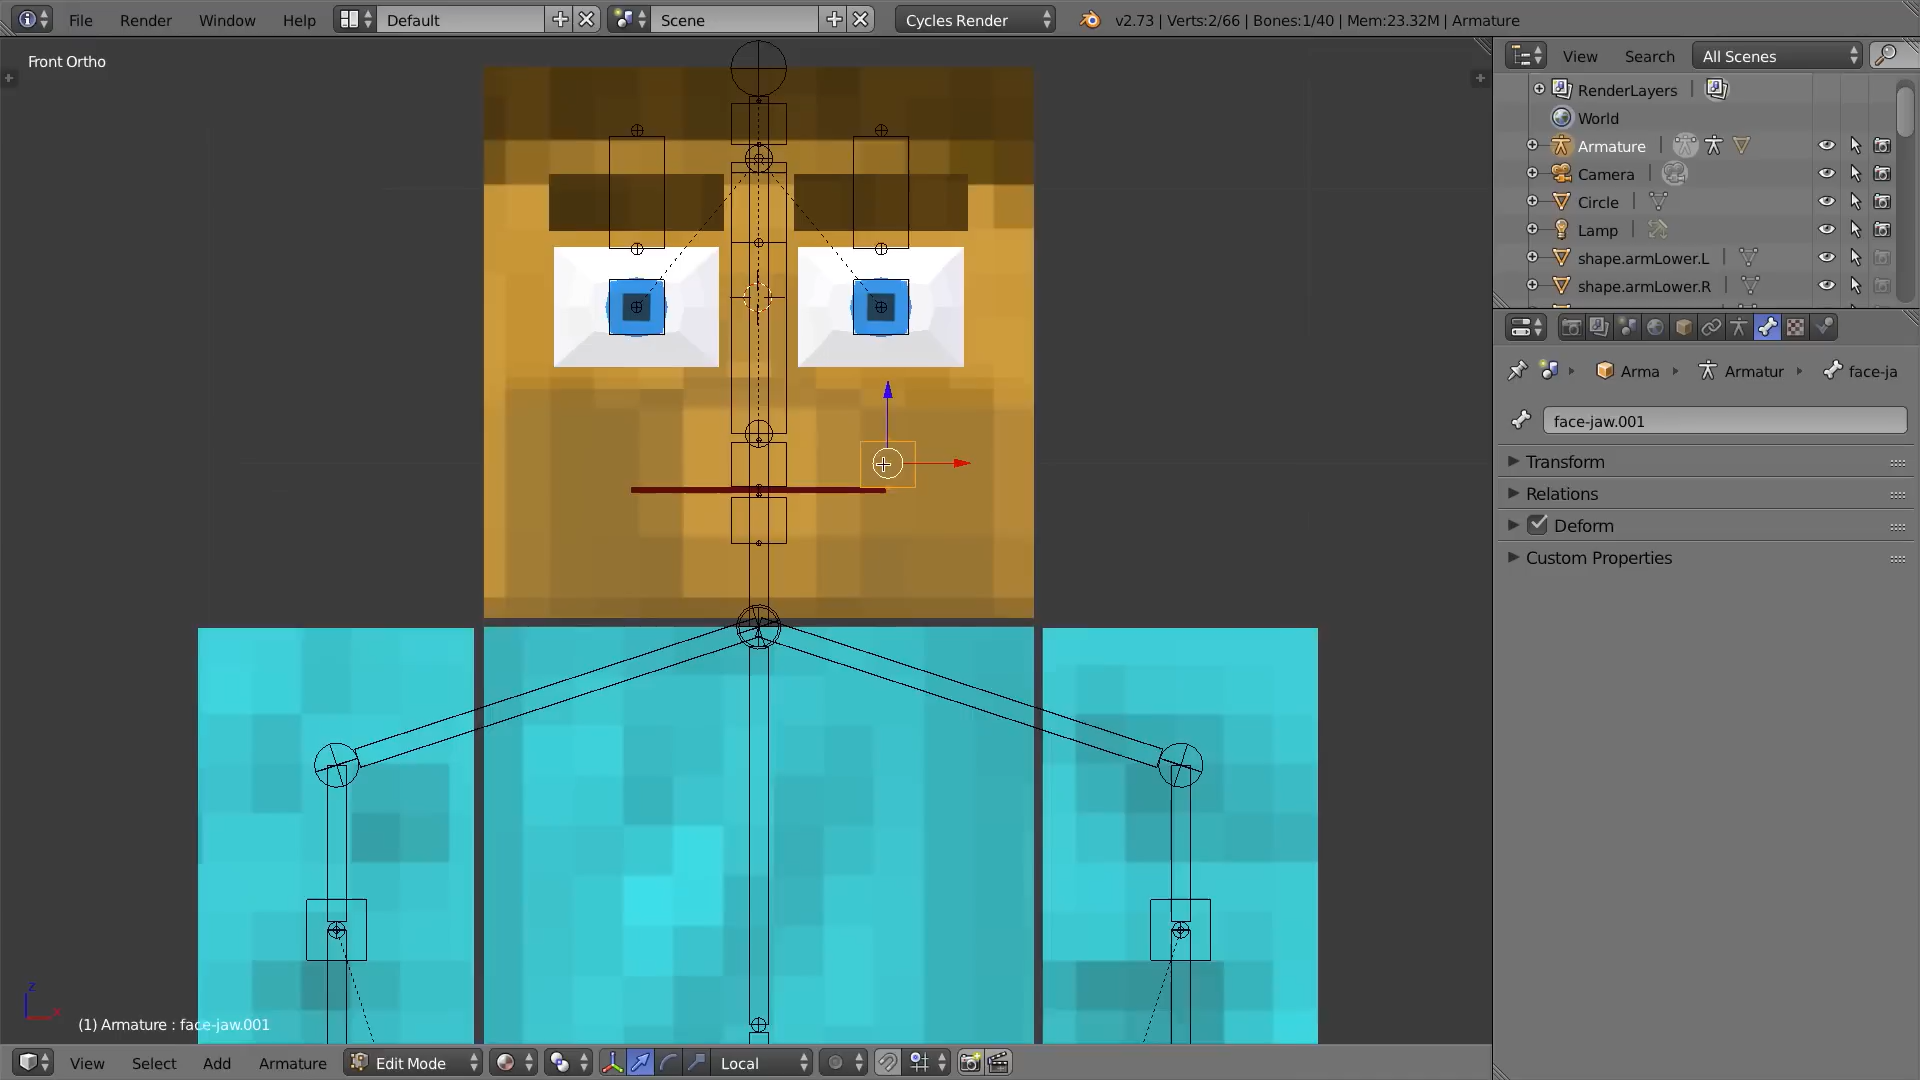 File Render Window Help Default Scene Cycles Render v2.73 | Verts:2/66 | Bones:1/40 | Mem:23.32M | Armature
Front Ortho
View Search All Scenes
RenderLayers |
World
Armature |
Camera |
Circle |
Lamp |
shape.armLower.L |
shape.armLower.R |
Arma Armatur face-ja
face-jaw.001
Transform
Relations
Deform
Custom Properties
z
x
(1) Armature : face-jaw.001
View Select Add Armature Edit Mode Local